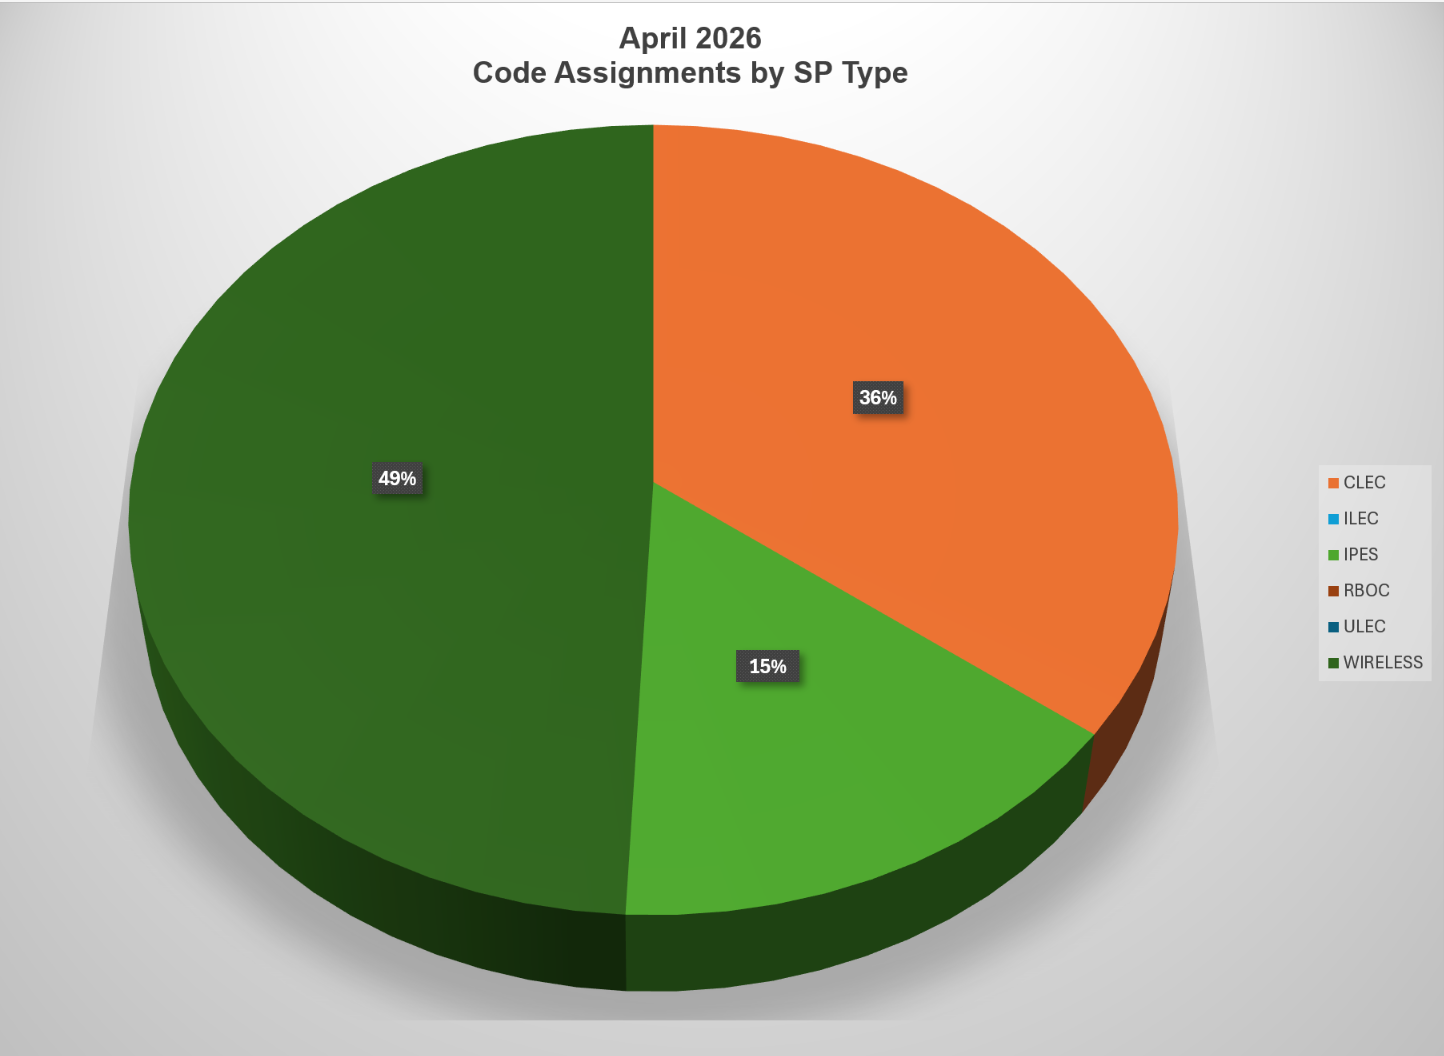 April 2026
Code Assignments by SP Type
36%
49%
15%
CLEC
ILEC
IPES
RBOC
ULEC
WIRELESS